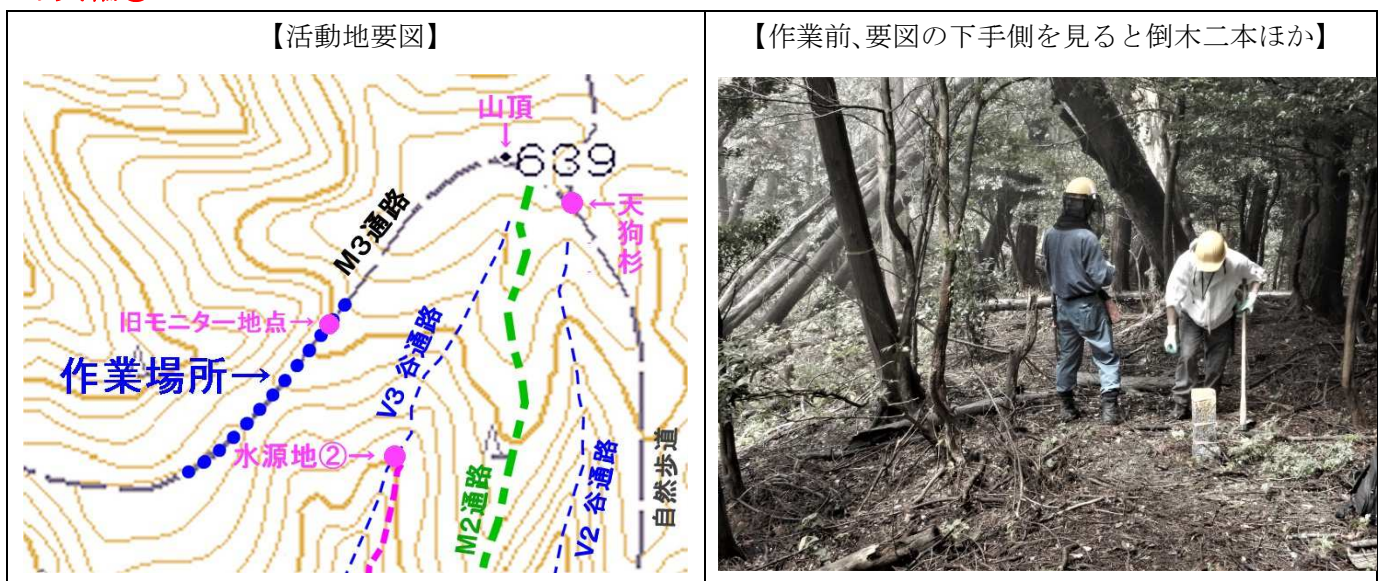 【活動地要図】
【作業前、要図の下手側を見ると倒木二本ほか】
山頂
↓
639
←天狗杉
M3通路
旧モニター地点→
作業場所→
V3 谷通路
水源地②→
M2通路
V2 谷通路
自然歩道